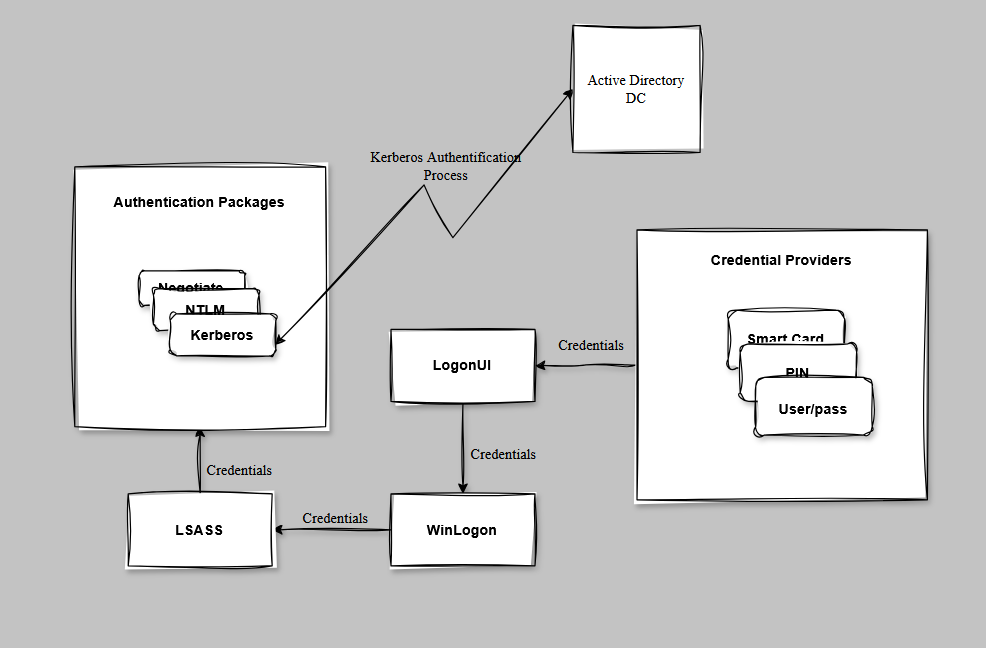 Active Directory
DC
Kerberos Authentification
Process
Authentication Packages
Negotiate
NTLM
Kerberos
Credential Providers
Smart Card
PIN
User/pass
Credentials
LogonUI
Credentials
Credentials
LSASS
Credentials
WinLogon